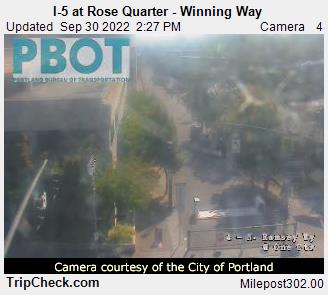 I-5 at Rose Quarter - Winning Way
Updated Sep 30 2022 2:27 PM Camera 4
PBOT
PORTLAND BUREAU OF TRANSPORTATION
Camera courtesy of the City of Portland
TripCheck.com Milepost302.00